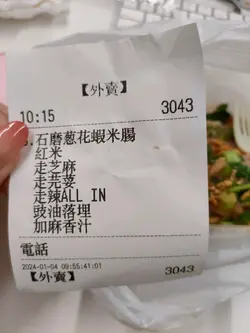 【外賣】
10:15 3043
.石磨蔥花蝦米腸
紅米
走芝麻
走芫荽
走辣ALL IN
豉油落埋
加麻香汁
電話
2024-01-04 09:55:41:01
【外賣】 3043